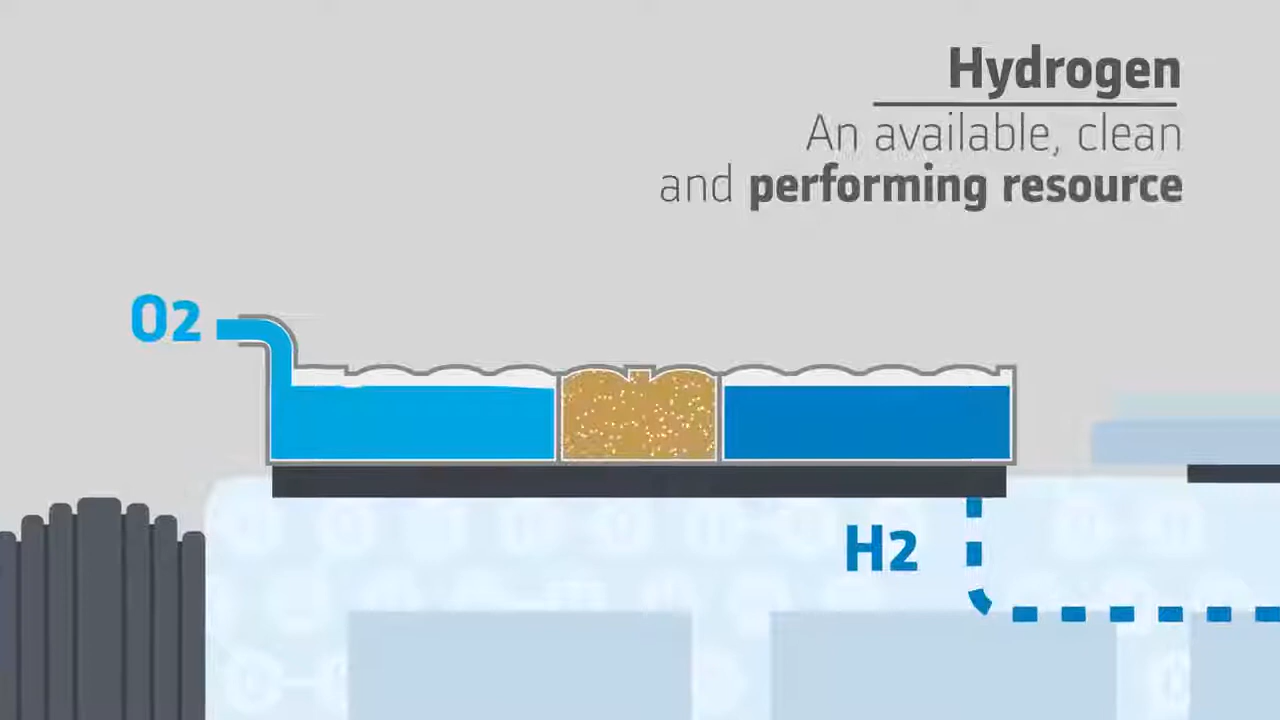 Hydrogen
An available, clean
and performing resource
O2
H2